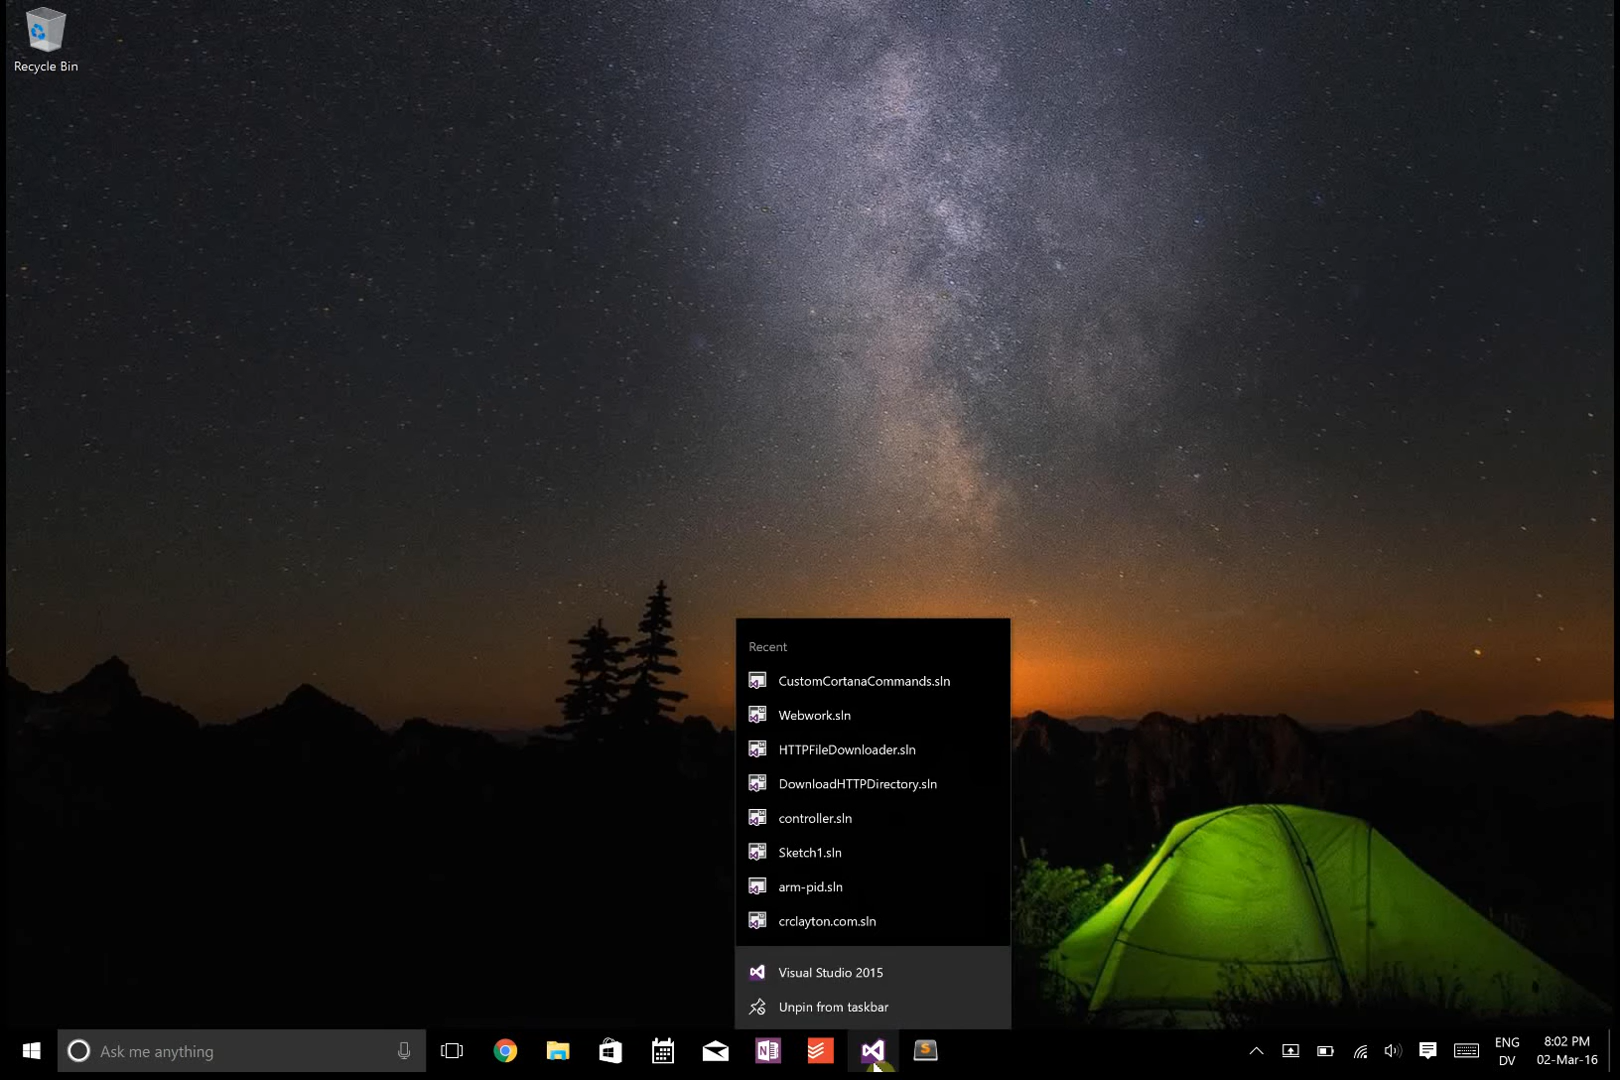 Recycle Bin
Recent
CustomCortanaCommands.sln
Webwork.sln
HTTPFileDownloader.sln
DownloadHTTPDirectory.sln
controller.sln
Sketch1.sln
arm-pid.sln
crclayton.com.sln
Visual Studio 2015
Unpin from taskbar
Ask me anything
ENG
DV
8:02 PM
02-Mar-16